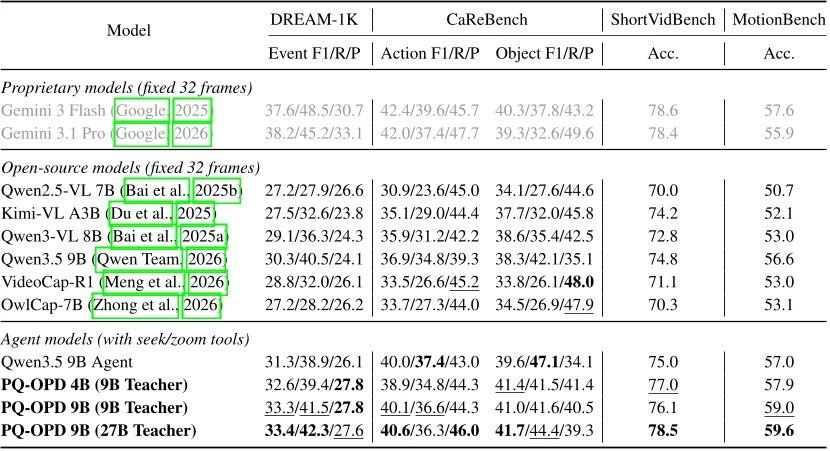 Model DREAM-1K CaReBench ShortVidBench MotionBench
Event F1/R/P Action F1/R/P Object F1/R/P Acc. Acc.
Proprietary models (fixed 32 frames)
Gemini 3 Flash (Google, 2025) 37.6/48.5/30.7 42.4/39.6/45.7 40.3/37.8/43.2 78.6 57.6
Gemini 3.1 Pro (Google, 2026) 38.2/45.2/33.1 42.0/37.4/47.7 39.3/32.6/49.6 78.4 55.9
Open-source models (fixed 32 frames)
Qwen2.5-VL 7B (Bai et al., 2025b) 27.2/27.9/26.6 30.9/23.6/45.0 34.1/27.6/44.6 70.0 50.7
Kimi-VL A3B (Du et al., 2025) 27.5/32.6/23.8 35.1/29.0/44.4 37.7/32.0/45.8 74.2 52.1
Qwen3-VL 8B (Bai et al., 2025a) 29.1/36.3/24.3 35.9/31.2/42.2 38.6/35.4/42.5 72.8 53.0
Qwen3.5 9B (Qwen Team, 2026) 30.3/40.5/24.1 36.9/34.8/39.3 38.3/42.1/35.1 74.8 56.6
VideoCap-R1 (Meng et al., 2026) 28.8/32.0/26.1 33.5/26.6/45.2 33.8/26.1/48.0 71.1 53.0
OwlCap-7B (Zhong et al., 2026) 27.2/28.2/26.2 33.7/27.3/44.0 34.5/26.9/47.9 70.3 53.1
Agent models (with seek/zoom tools)
Qwen3.5 9B Agent 31.3/38.9/26.1 40.0/37.4/43.0 39.6/47.1/34.1 75.0 57.0
PQ-OPD 4B (9B Teacher) 32.6/39.4/27.8 38.9/34.8/44.3 41.4/41.5/41.4 77.0 57.9
PQ-OPD 9B (9B Teacher) 33.3/41.5/27.8 40.1/36.6/44.3 41.0/41.6/40.5 76.1 59.0
PQ-OPD 9B (27B Teacher) 33.4/42.3/27.6 40.6/36.3/46.0 41.7/44.4/39.3 78.5 59.6